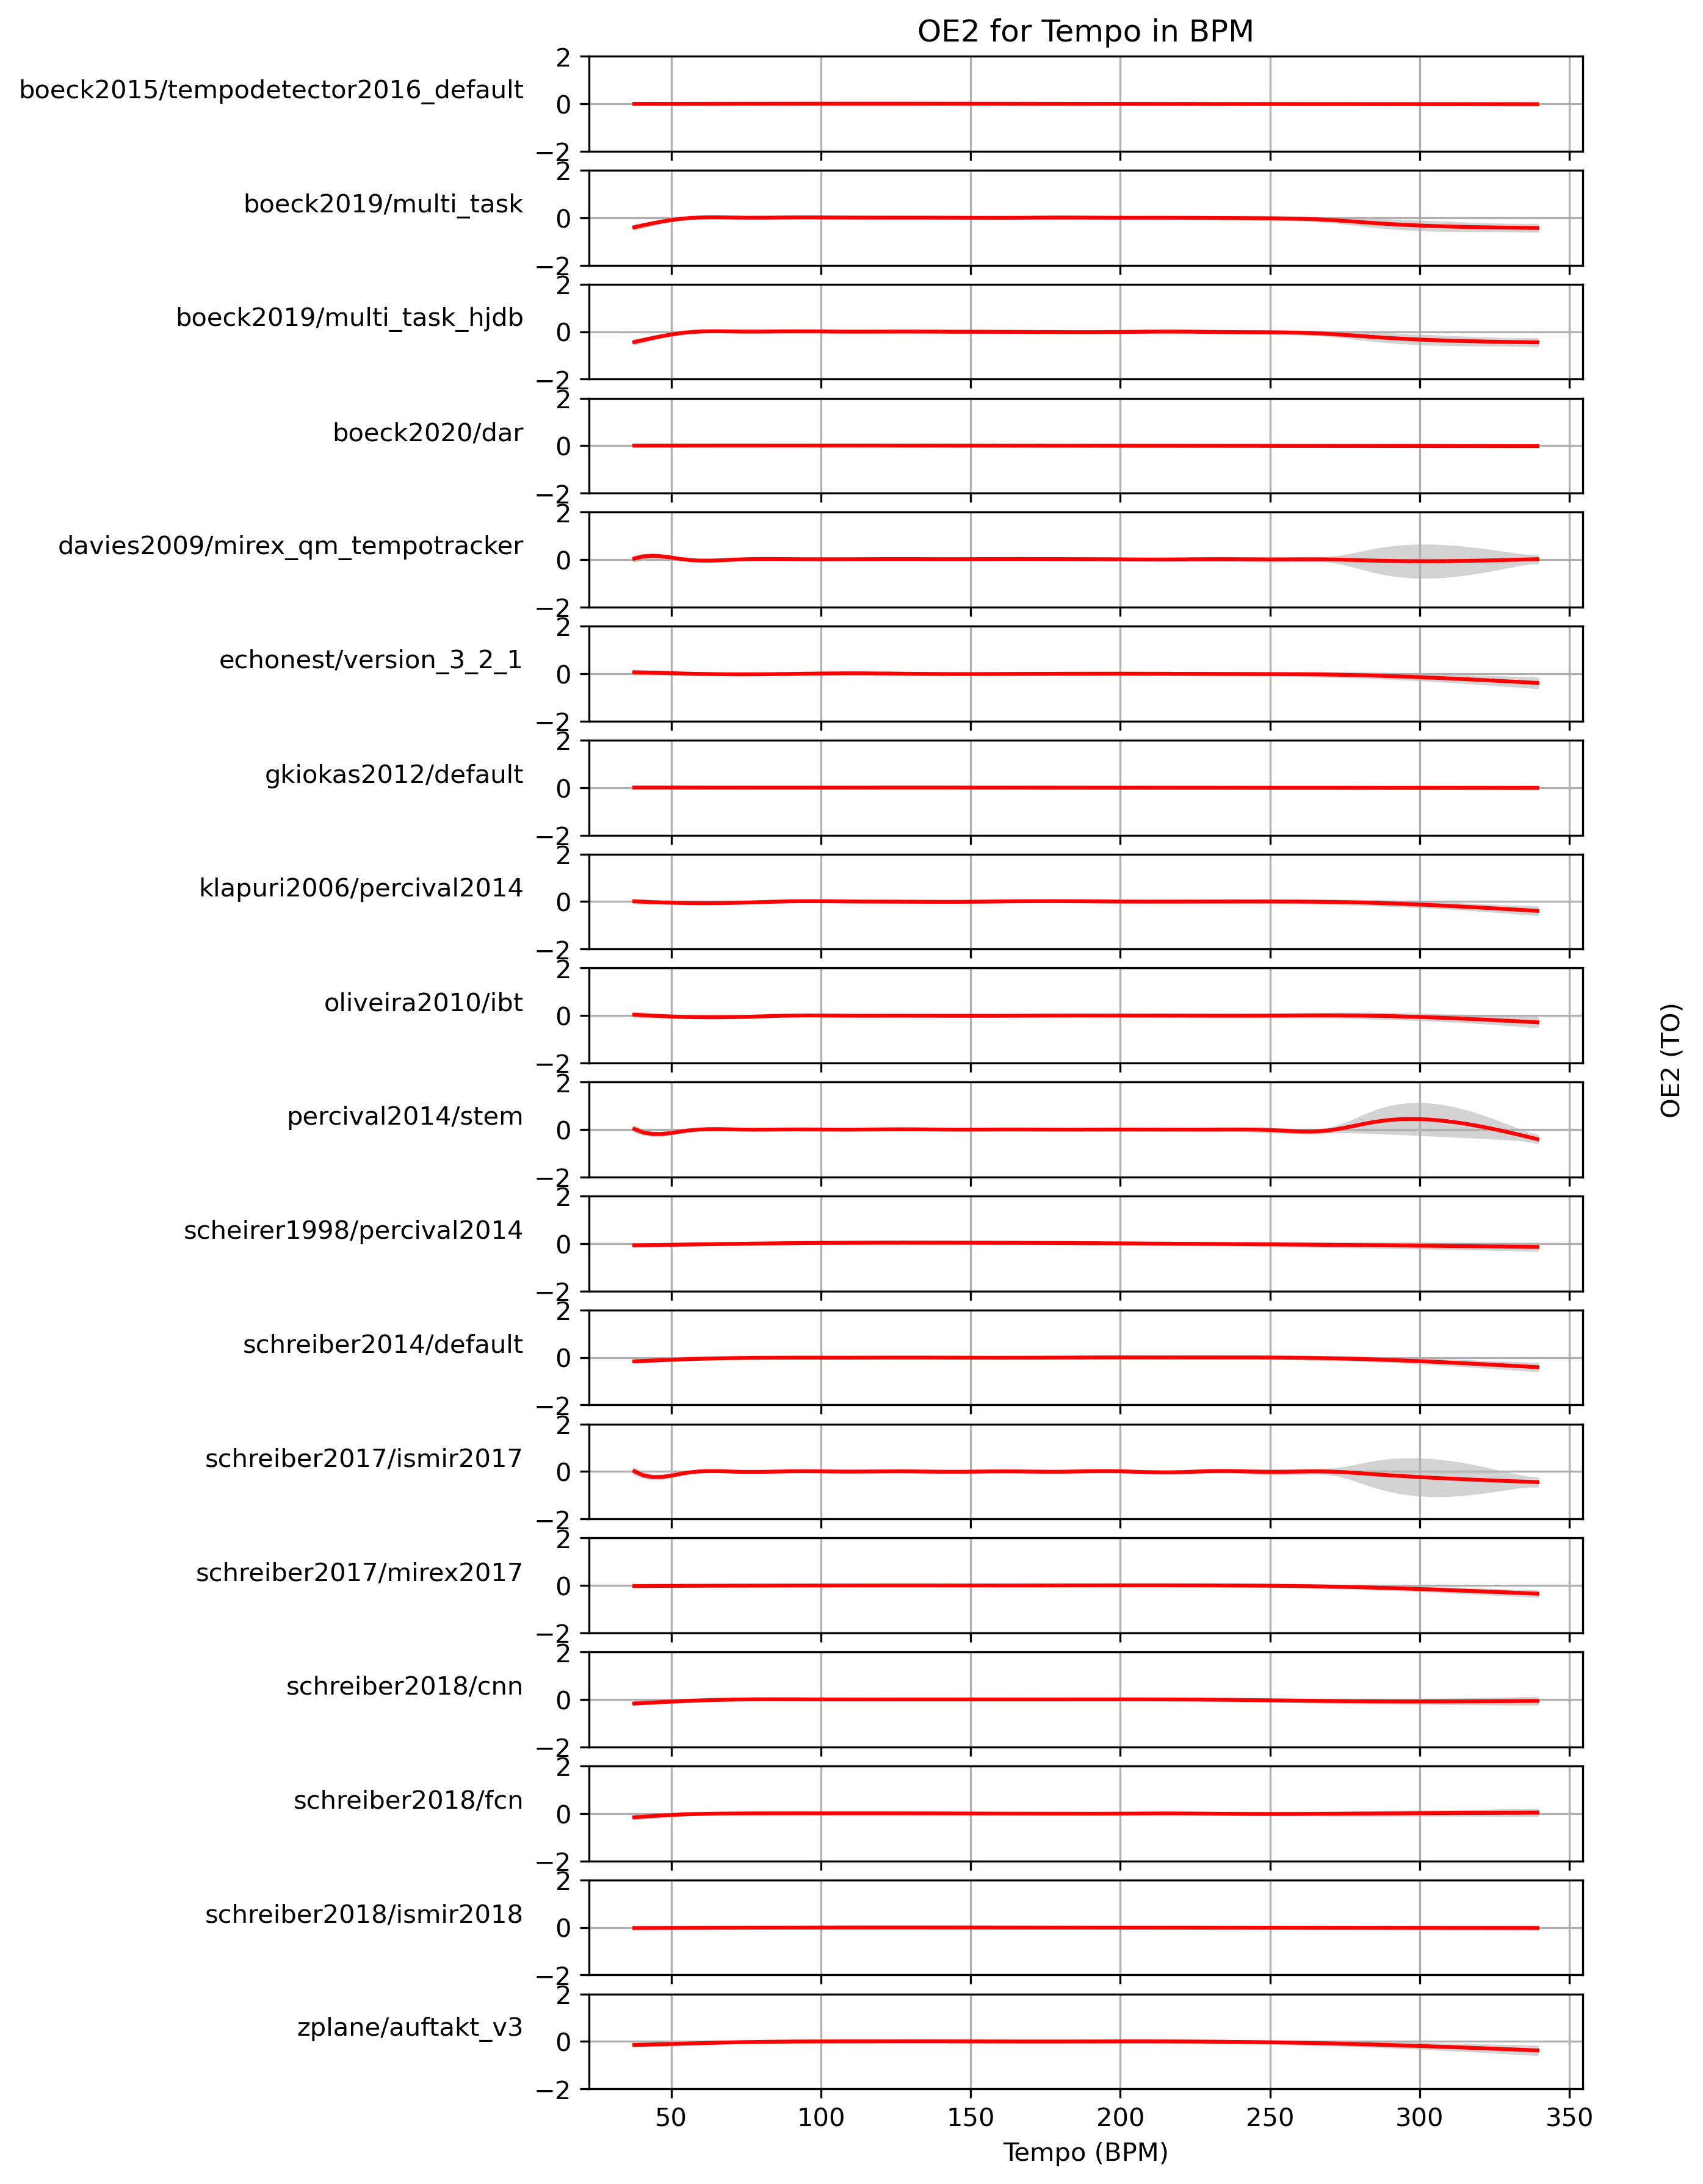 OE2 for Tempo in BPM
boeck2015/tempodetector2016_default
2
0
−2
boeck2019/multi_task
2
0
−2
boeck2019/multi_task_hjdb
2
0
−2
boeck2020/dar
2
0
−2
davies2009/mirex_qm_tempotracker
2
0
−2
echonest/version_3_2_1
2
0
−2
gkiokas2012/default
2
0
−2
klapuri2006/percival2014
2
0
−2
oliveira2010/ibt
2
0
−2
OE2 (TO)
percival2014/stem
2
0
−2
scheirer1998/percival2014
2
0
−2
schreiber2014/default
2
0
−2
schreiber2017/ismir2017
2
0
−2
schreiber2017/mirex2017
2
0
−2
schreiber2018/cnn
2
0
−2
schreiber2018/fcn
2
0
−2
schreiber2018/ismir2018
2
0
−2
zplane/auftakt_v3
2
0
−2
50 100 150 200 250 300 350
Tempo (BPM)